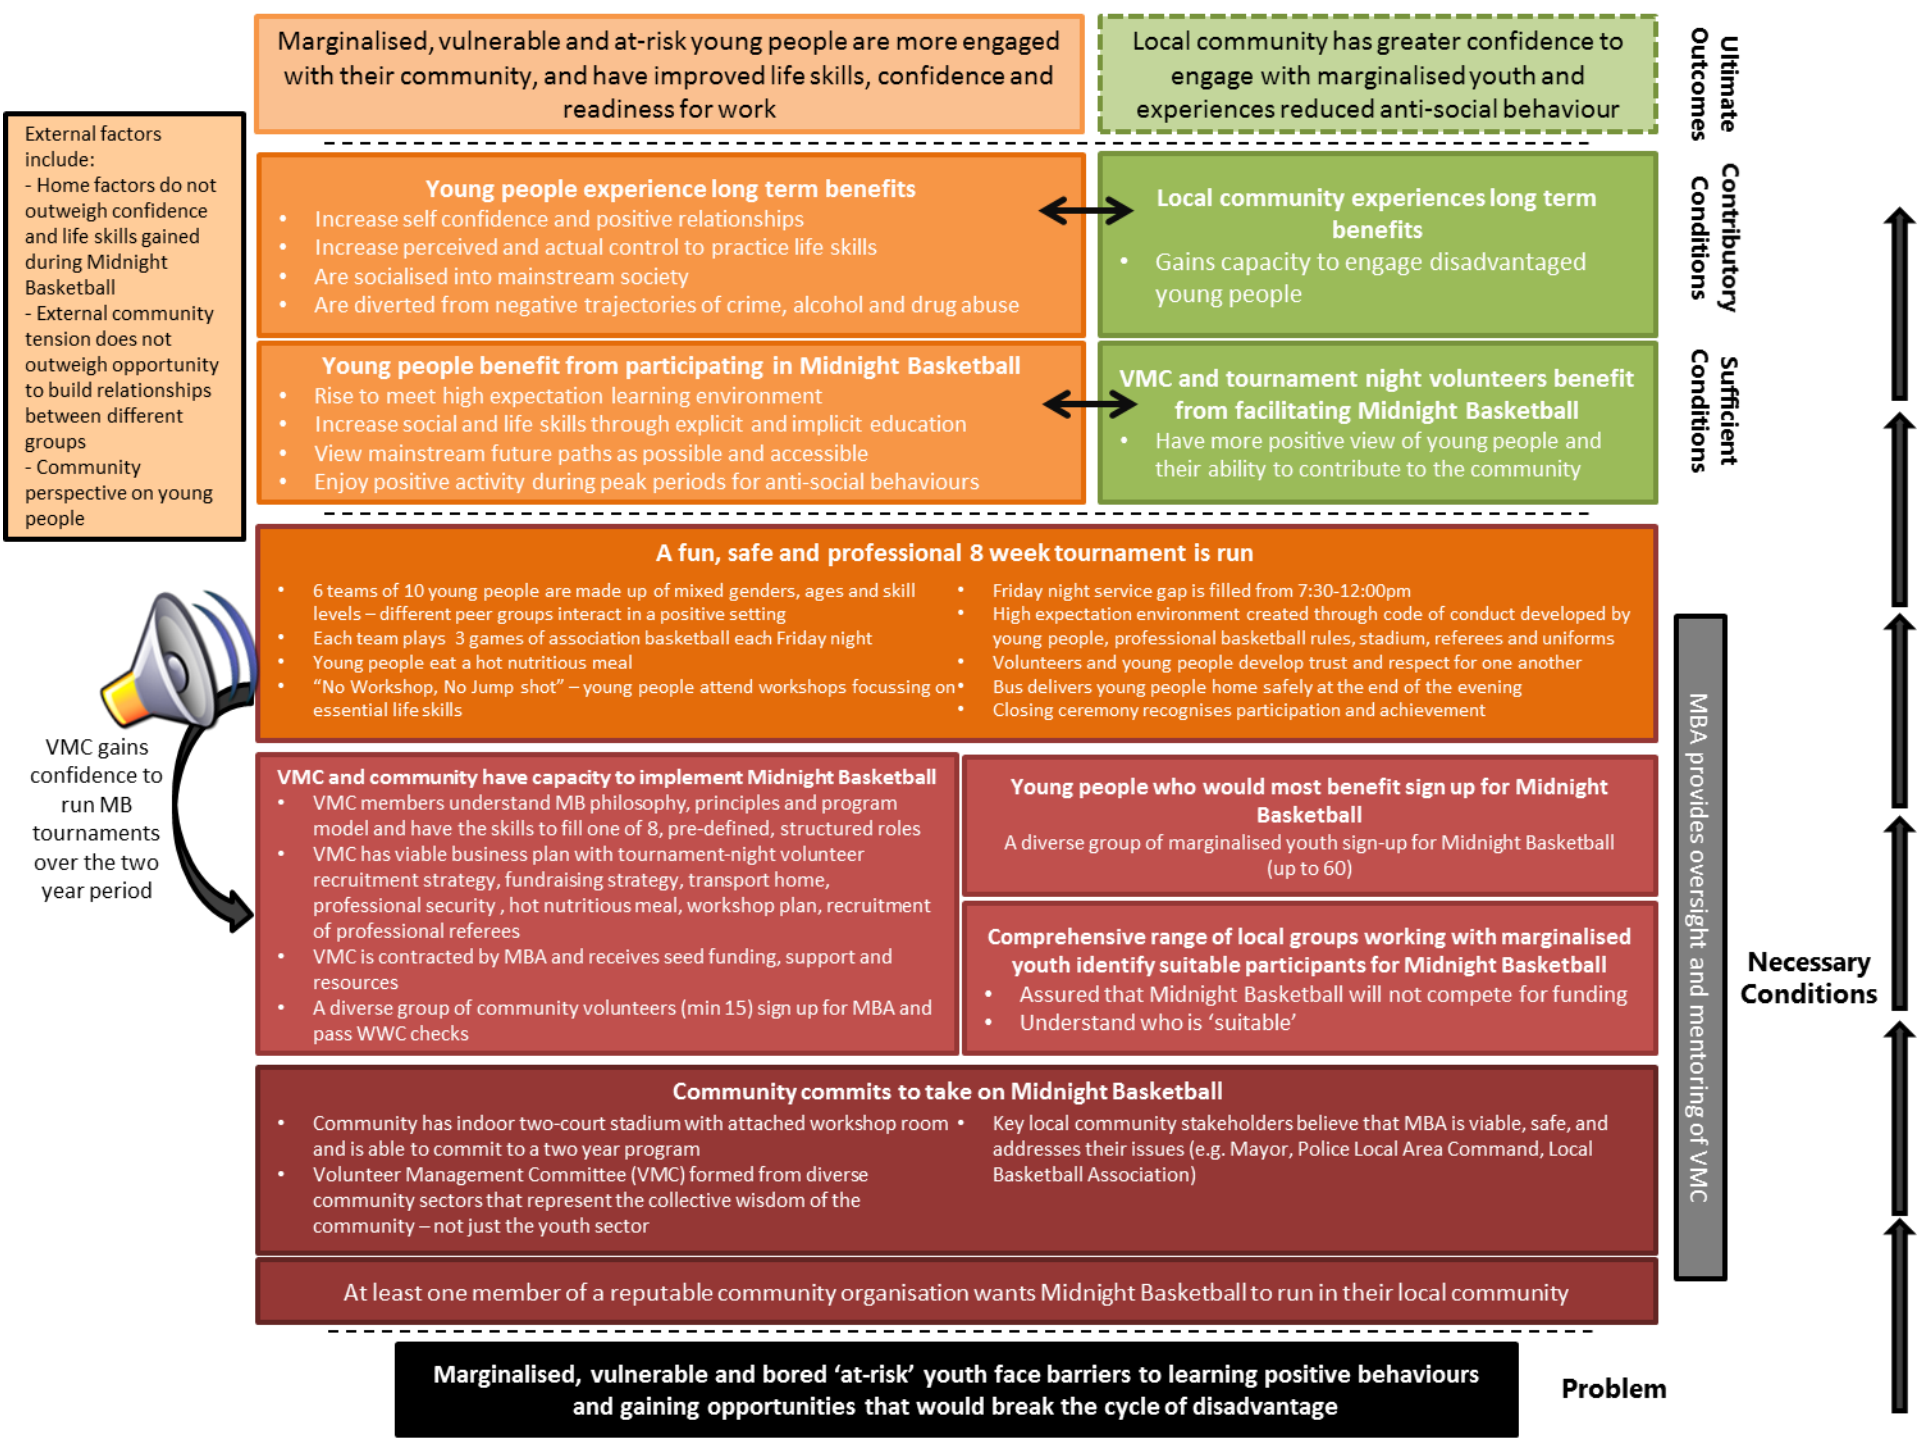 Marginalised, vulnerable and at-risk young people are more engaged
with their community, and have improved life skills, confidence and
readiness for work
Local community has greater confidence to
engage with marginalised youth and
experiences reduced anti-social behaviour
Ultimate
Outcomes
External factors
include:
- Home factors do not
outweigh confidence
and life skills gained
during Midnight
Basketball
- External community
tension does not
outweigh opportunity
to build relationships
between different
groups
- Community
perspective on young
people
Young people experience long term benefits
• Increase self confidence and positive relationships
• Increase perceived and actual control to practice life skills
• Are socialised into mainstream society
• Are diverted from negative trajectories of crime, alcohol and drug abuse
Local community experiences long term
benefits
• Gains capacity to engage disadvantaged
young people
Contributory
Conditions
Young people benefit from participating in Midnight Basketball
• Rise to meet high expectation learning environment
• Increase social and life skills through explicit and implicit education
• View mainstream future paths as possible and accessible
• Enjoy positive activity during peak periods for anti-social behaviours
VMC and tournament night volunteers benefit
from facilitating Midnight Basketball
• Have more positive view of young people and
their ability to contribute to the community
Sufficient
Conditions
A fun, safe and professional 8 week tournament is run
• 6 teams of 10 young people are made up of mixed genders, ages and skill
levels – different peer groups interact in a positive setting
• Each team plays 3 games of association basketball each Friday night
• Young people eat a hot nutritious meal
• “No Workshop, No Jump shot” – young people attend workshops focussing on
essential life skills
• Friday night service gap is filled from 7:30-12:00pm
• High expectation environment created through code of conduct developed by
young people, professional basketball rules, stadium, referees and uniforms
• Volunteers and young people develop trust and respect for one another
• Bus delivers young people home safely at the end of the evening
• Closing ceremony recognises participation and achievement
VMC gains
confidence to
run MB
tournaments
over the two
year period
VMC and community have capacity to implement Midnight Basketball
• VMC members understand MB philosophy, principles and program
model and have the skills to fill one of 8, pre-defined, structured roles
• VMC has viable business plan with tournament-night volunteer
recruitment strategy, fundraising strategy, transport home,
professional security , hot nutritious meal, workshop plan, recruitment
of professional referees
• VMC is contracted by MBA and receives seed funding, support and
resources
• A diverse group of community volunteers (min 15) sign up for MBA and
pass WWC checks
Young people who would most benefit sign up for Midnight
Basketball
A diverse group of marginalised youth sign-up for Midnight Basketball
(up to 60)
Comprehensive range of local groups working with marginalised
youth identify suitable participants for Midnight Basketball
• Assured that Midnight Basketball will not compete for funding
• Understand who is ‘suitable’
MBA provides oversight and mentoring of VMC
Necessary
Conditions
Community commits to take on Midnight Basketball
• Community has indoor two-court stadium with attached workshop room
and is able to commit to a two year program
• Volunteer Management Committee (VMC) formed from diverse
community sectors that represent the collective wisdom of the
community – not just the youth sector
• Key local community stakeholders believe that MBA is viable, safe, and
addresses their issues (e.g. Mayor, Police Local Area Command, Local
Basketball Association)
At least one member of a reputable community organisation wants Midnight Basketball to run in their local community
Marginalised, vulnerable and bored ‘at-risk’ youth face barriers to learning positive behaviours
and gaining opportunities that would break the cycle of disadvantage
Problem